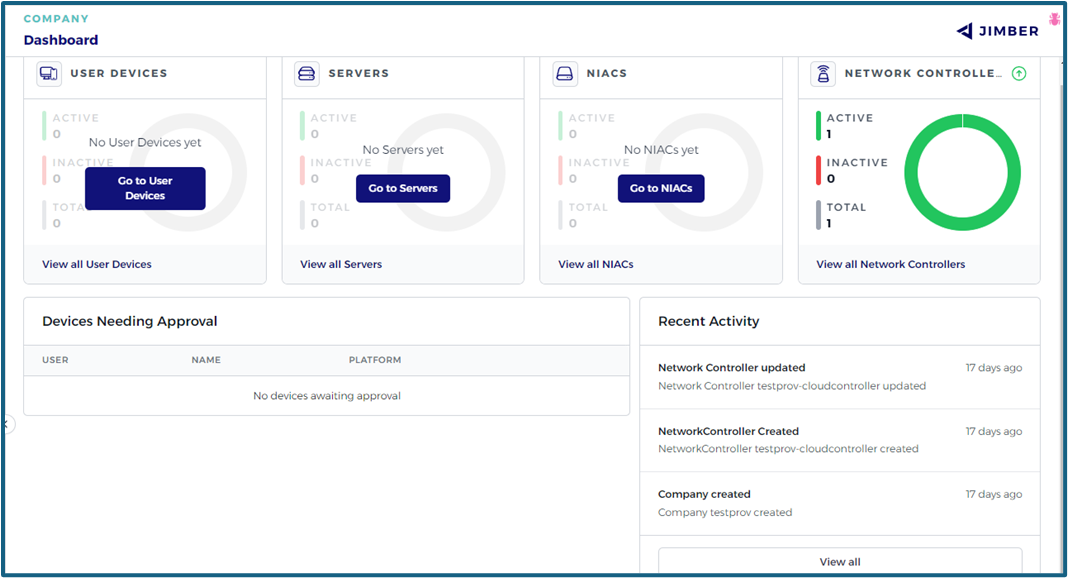 COMPANY
Dashboard
JIMBER
USER DEVICES
ACTIVE
0
No User Devices yet
INACTIVE
0
Go to User
Devices
TOTA
0
View all User Devices
SERVERS
ACTIVE
0
No Servers yet
INACTIVE
0
Go to Servers
TOTAL
0
View all Servers
NIACS
ACTIVE
0
No NIACs yet
INACTIVE
0
Go to NIACs
TOTAL
0
View all NIACs
NETWORK CONTROLLE...
ACTIVE
1
INACTIVE
0
TOTAL
1
View all Network Controllers
Devices Needing Approval
USER NAME PLATFORM
No devices awaiting approval
Recent Activity
Network Controller updated 17 days ago
Network Controller testprov-cloudcontroller updated
NetworkController Created 17 days ago
NetworkController testprov-cloudcontroller created
Company created 17 days ago
Company testprov created
View all